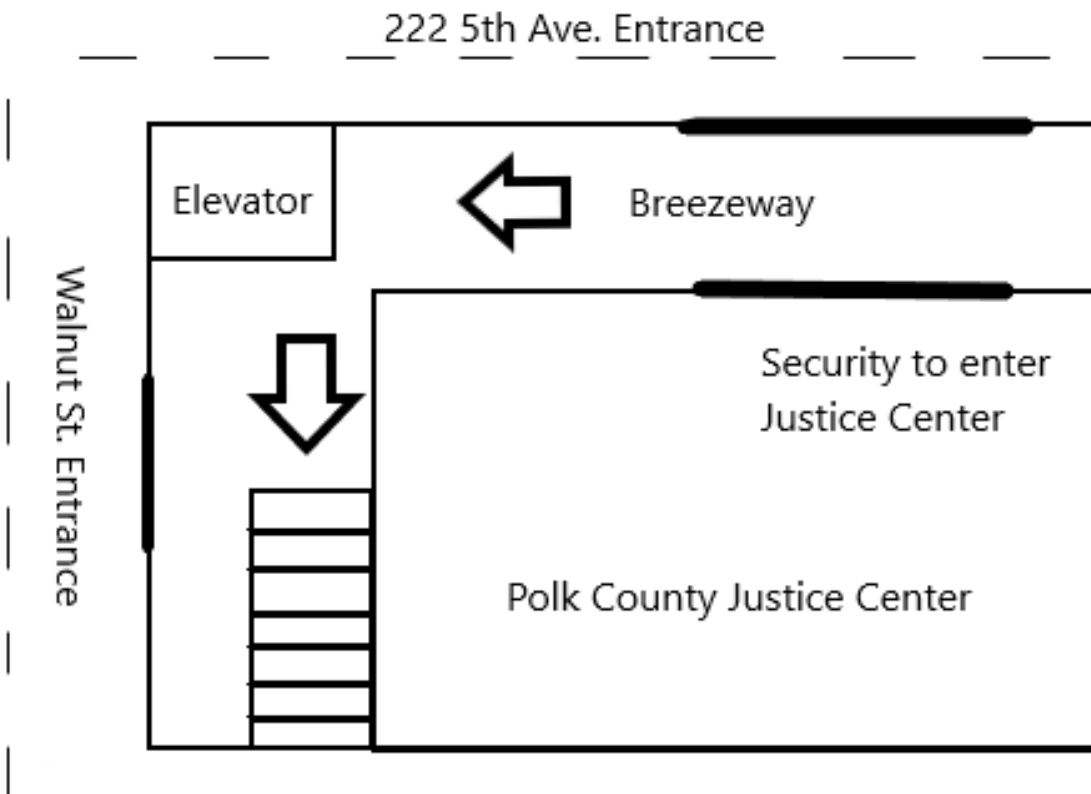 222 5th Ave. Entrance
Elevator
Breezeway
Walnut St. Entrance
Security to enter
Justice Center
Polk County Justice Center